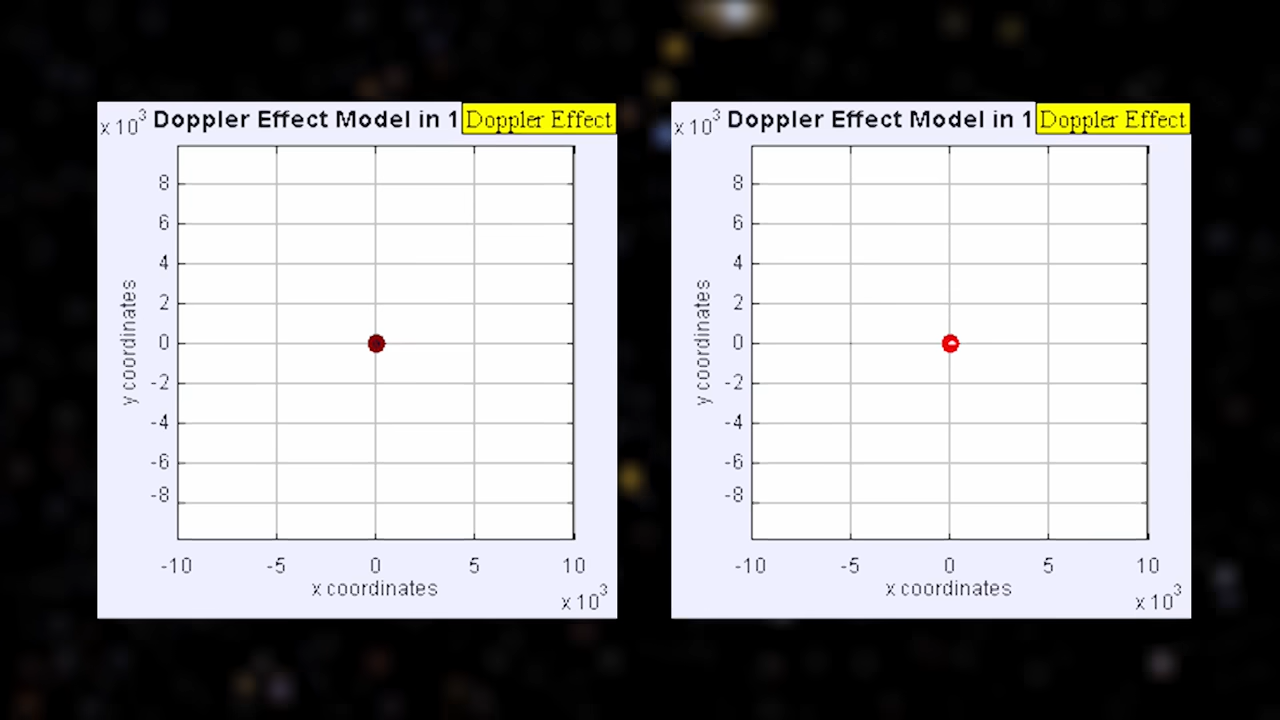 x 10³ Doppler Effect Model in 1 Doppler Effect
8
6
4
2
0
-2
-4
-6
-8
y coordinates
-10 -5 0 5 10
x coordinates
x 10³
x 10³ Doppler Effect Model in 1 Doppler Effect
8
6
4
2
0
-2
-4
-6
-8
y coordinates
-10 -5 0 5 10
x coordinates
x 10³